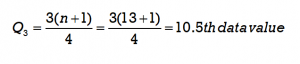 Q₃ = 3(n+1)/4 = 3(13+1)/4 = 10.5th data value